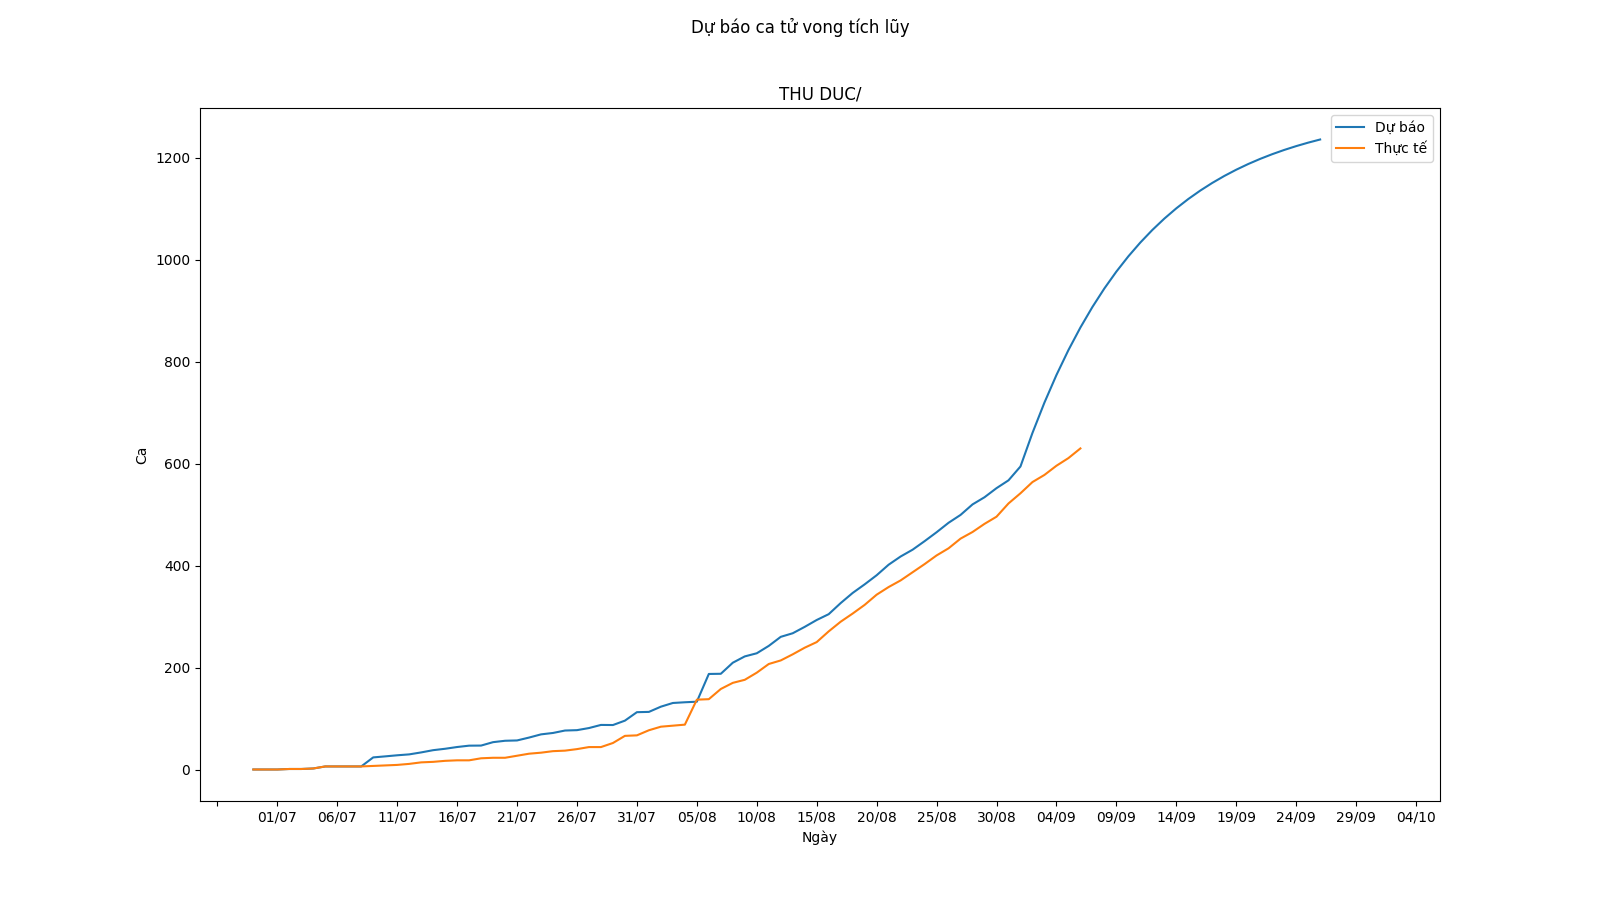 Dự báo ca tử vong tích lũy
THU DUC/
Dự báo
Thực tế
1200
1000
800
600
400
200
0
Ca
01/07 06/07 11/07 16/07 21/07 26/07 31/07 05/08 10/08 15/08 20/08 25/08 30/08 04/09 09/09 14/09 19/09 24/09 29/09 04/10
Ngày